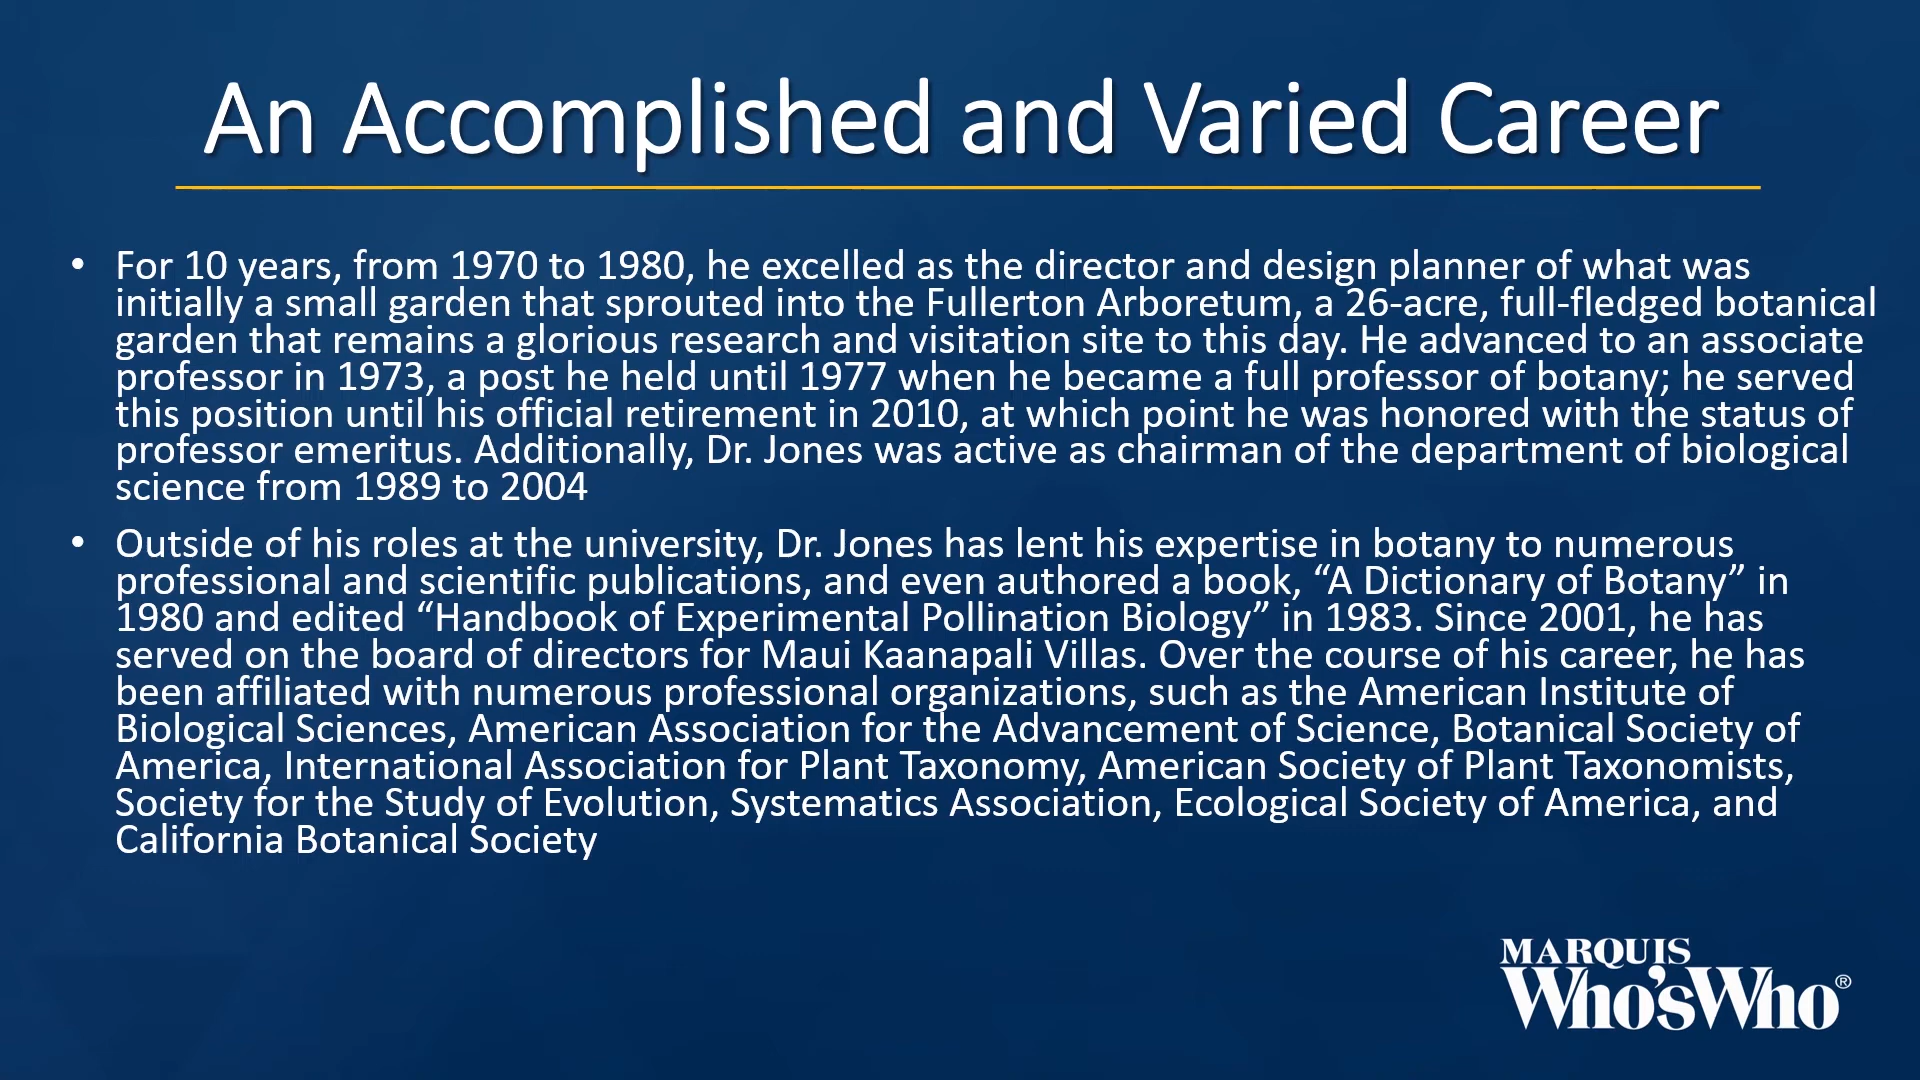 An Accomplished and Varied Career
• For 10 years, from 1970 to 1980, he excelled as the director and design planner of what was
initially a small garden that sprouted into the Fullerton Arboretum, a 26-acre, full-fledged botanical
garden that remains a glorious research and visitation site to this day. He advanced to an associate
professor in 1973, a post he held until 1977 when he became a full professor of botany; he served
this position until his official retirement in 2010, at which point he was honored with the status of
professor emeritus. Additionally, Dr. Jones was active as chairman of the department of biological
science from 1989 to 2004
• Outside of his roles at the university, Dr. Jones has lent his expertise in botany to numerous
professional and scientific publications, and even authored a book, “A Dictionary of Botany” in
1980 and edited “Handbook of Experimental Pollination Biology” in 1983. Since 2001, he has
served on the board of directors for Maui Kaanapali Villas. Over the course of his career, he has
been affiliated with numerous professional organizations, such as the American Institute of
Biological Sciences, American Association for the Advancement of Science, Botanical Society of
America, International Association for Plant Taxonomy, American Society of Plant Taxonomists,
Society for the Study of Evolution, Systematics Association, Ecological Society of America, and
California Botanical Society
MARQUIS
Who'sWho®